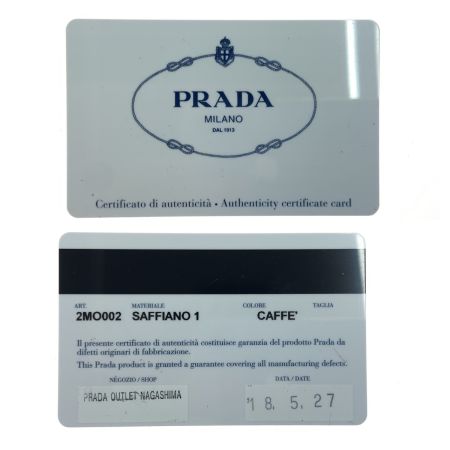 PRADA
MILANO
DAL 1913
Certificato di autenticità • Authenticity certificate card
ART. MATERIALE COLORE TAGLIA
2MO002 SAFFIANO 1 CAFFE'
Il presente certificato di autenticità costituisce garanzia del prodotto Prada da
difetti originari di fabbricazione.
This Prada product is granted a guarantee covering all manufacturing defects.
NEGOZIO / SHOP DATA / DATE
PRADA OUTLET NAGASHIMA '18. 5. 27